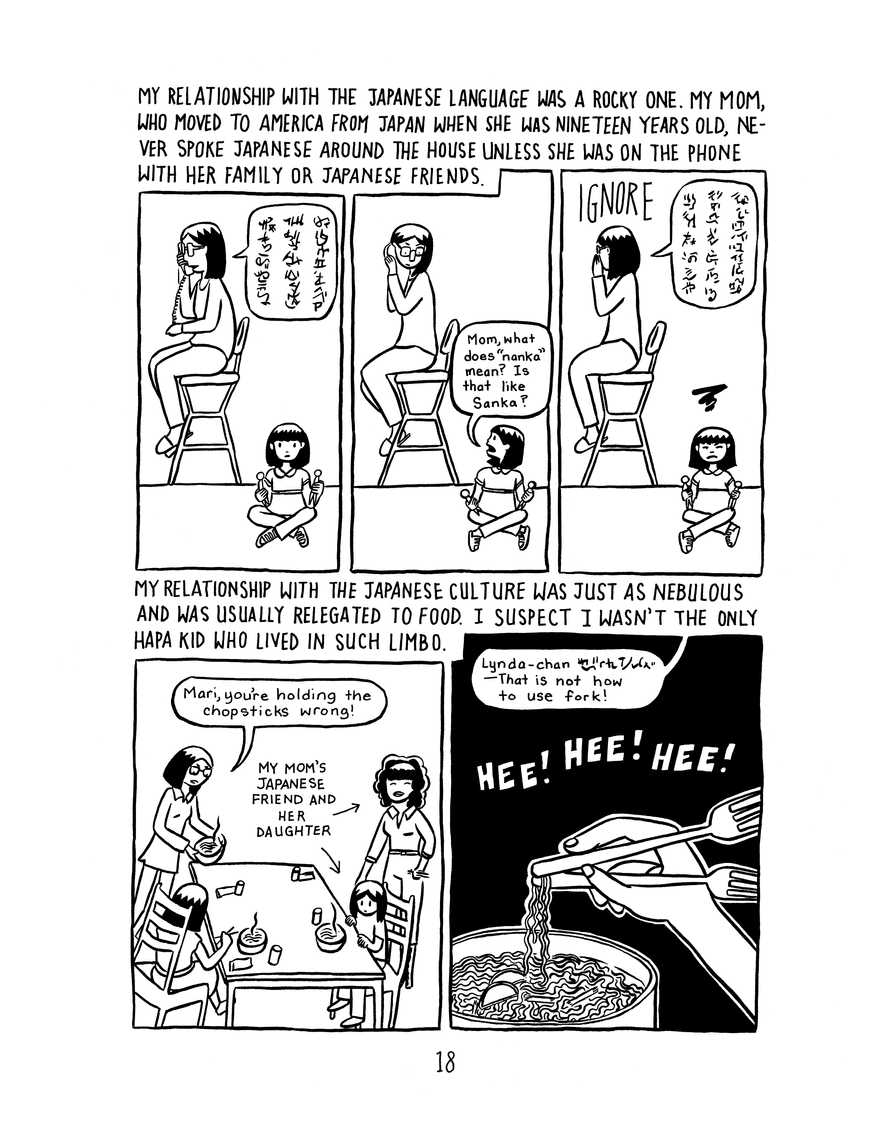 MY RELATIONSHIP WITH THE JAPANESE LANGUAGE WAS A ROCKY ONE. MY MOM,
WHO MOVED TO AMERICA FROM JAPAN WHEN SHE WAS NINETEEN YEARS OLD, NE-
VER SPOKE JAPANESE AROUND THE HOUSE UNLESS SHE WAS ON THE PHONE
WITH HER FAMILY OR JAPANESE FRIENDS.
Mom, what
does "nanka"
mean? Is
that like
Sanka?
IGNORE
MY RELATIONSHIP WITH THE JAPANESE CULTURE WAS JUST AS NEBULOUS
AND WAS USUALLY RELEGATED TO FOOD. I SUSPECT I WASN'T THE ONLY
HAPA KID WHO LIVED IN SUCH LIMBO.
Mari, you're holding the
chopsticks wrong!
MY MOM'S
JAPANESE
FRIEND AND
HER
DAUGHTER
Lynda-chan
—That is not how
to use fork!
HEE! HEE! HEE!
18